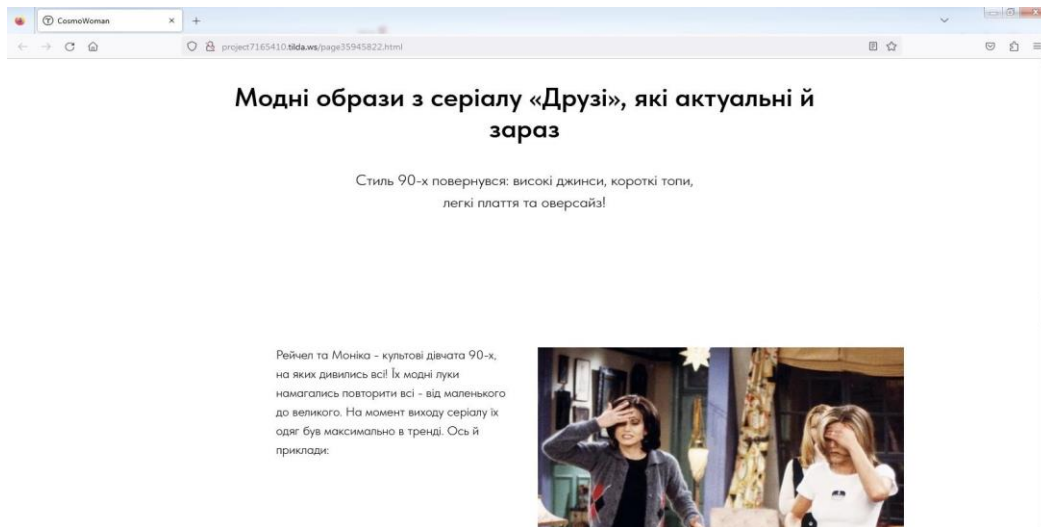 CosmoWoman
project7165410.tilda.ws/page35945822.html
Модні образи з серіалу «Друзі», які актуальні й
зараз
Стиль 90-х повернувся: високі джинси, короткі топи,
легкі плаття та оверсайз!
Рейчел та Моніка - культові дівчата 90-х,
на яких дивились всі! Їх модні луки
намагались повторити всі - від маленького
до великого. На момент виходу серіалу їх
одяг був максимально в тренді. Ось й
приклади: